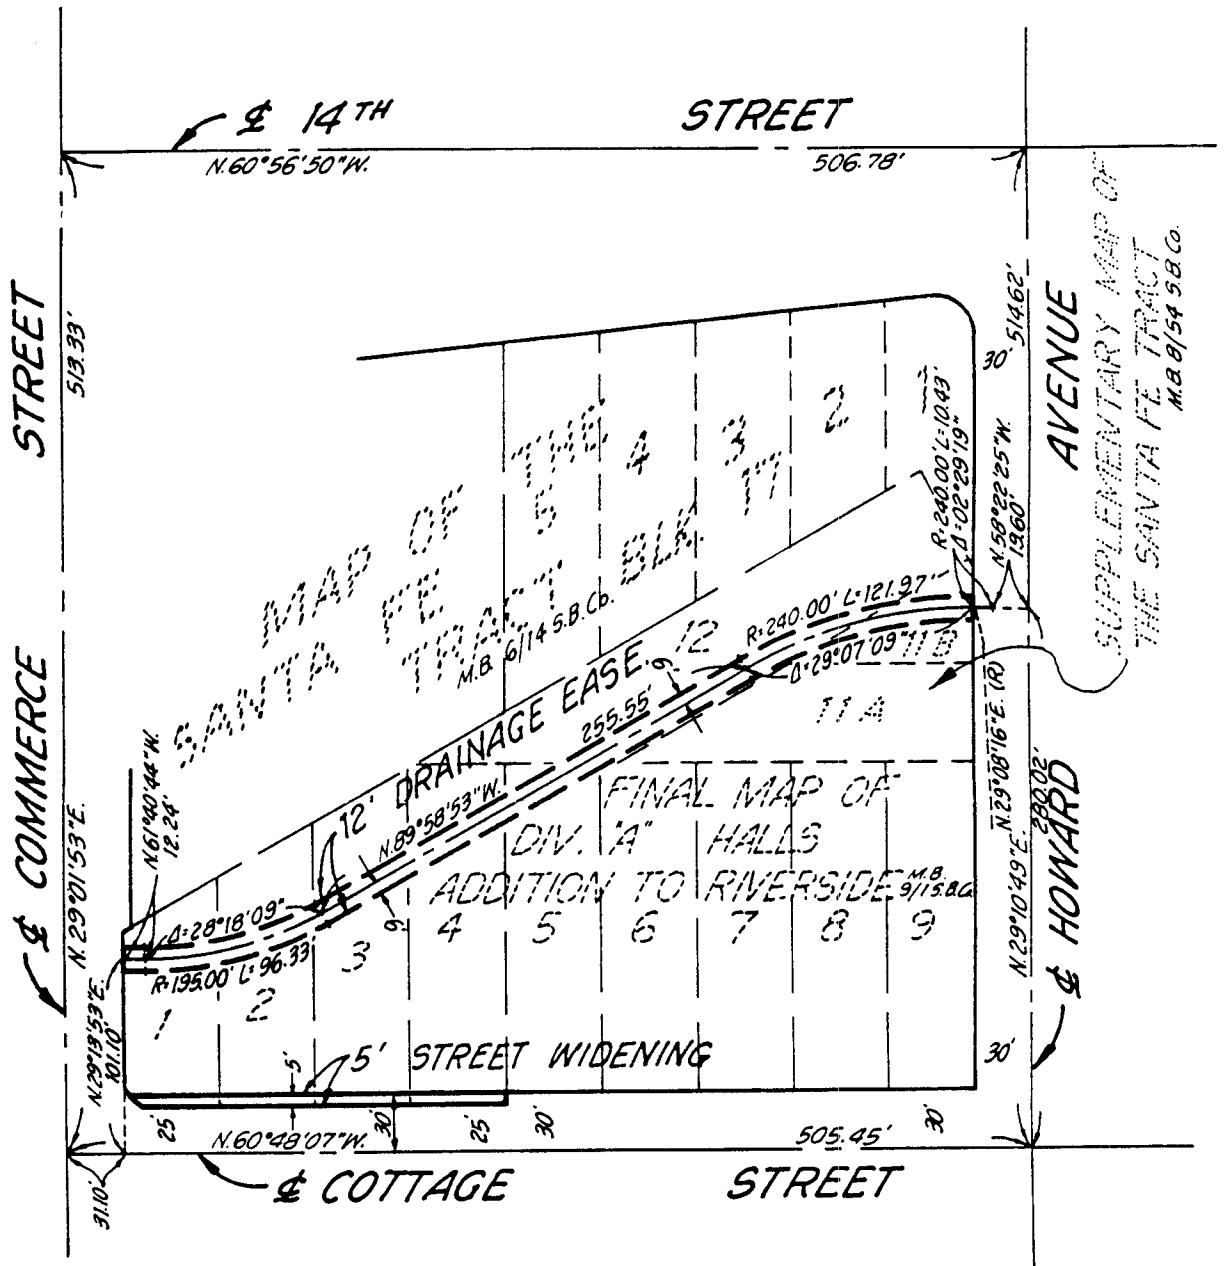 ℄ 14TH STREET
N.60°56'50"W. 506.78'
STREET
513.33'
℄ COMMERCE
N.29°01'53"E.
N.61°40'44"W.
12.24'
N.29°13'53"E.
101.10'
31.10'
MAP OF THE
SANTA FE
TRACT BLK. 17
M.B. 6/14 S.B.Co.
5
4
3
2
1
12
30'
514.62'
AVENUE
SUPPLEMENTARY MAP OF
THE SANTA FE TRACT
M.B. 8/54 S.B.Co.
R=240.00' L=10.43'
Δ=02°29'19"
N.58°22'25"W.
19.60'
R=240.00' L=121.97'
Δ=29°07'09"
11 B
11 A
12' DRAINAGE EASE.
255.55'
6'
N.89°58'53"W.
6'
Δ=28°18'09"
R=195.00' L=96.33'
FINAL MAP OF
DIV. "A" HALLS
ADDITION TO RIVERSIDE
M.B.
9/1 S.B.Co.
1
2
3
4
5
6
7
8
9
N.29°08'16"E. (R)
280.02'
N.29°10'49"E.
℄ HOWARD
30'
5' STREET WIDENING
5'
25'
30'
25'
30'
30'
N.60°48'07"W. 505.45'
℄ COTTAGE STREET